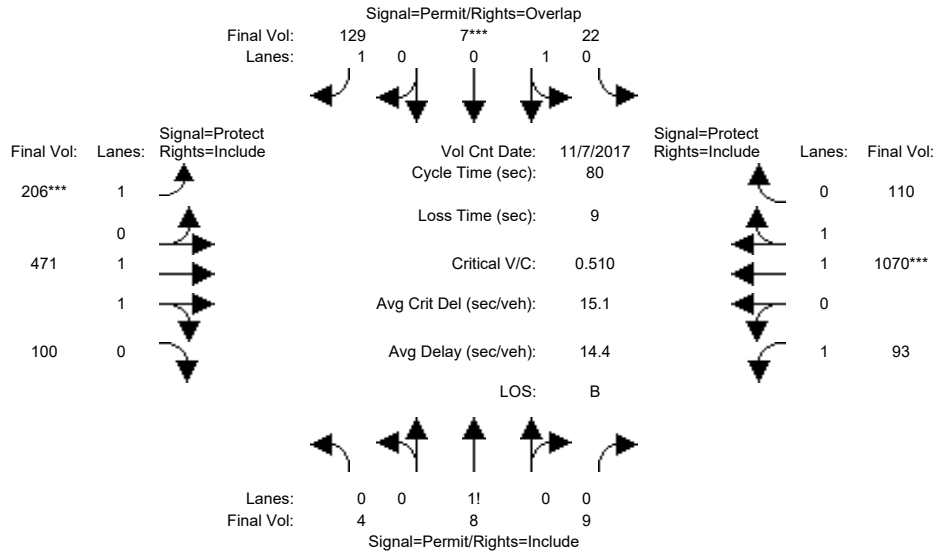 Signal=Permit/Rights=Overlap
Final Vol: 129 7*** 22
Lanes: 1 0 0 1 0
Signal=Protect Signal=Protect
Final Vol: Lanes: Rights=Include Vol Cnt Date: 11/7/2017 Rights=Include Lanes: Final Vol:
Cycle Time (sec): 80
206*** 1 0 110
Loss Time (sec): 9
0 1
471 1 Critical V/C: 0.510 1 1070***
1 Avg Crit Del (sec/veh): 15.1 0
100 0 Avg Delay (sec/veh): 14.4 1 93
LOS: B
Lanes: 0 0 1! 0 0
Final Vol: 4 8 9
Signal=Permit/Rights=Include